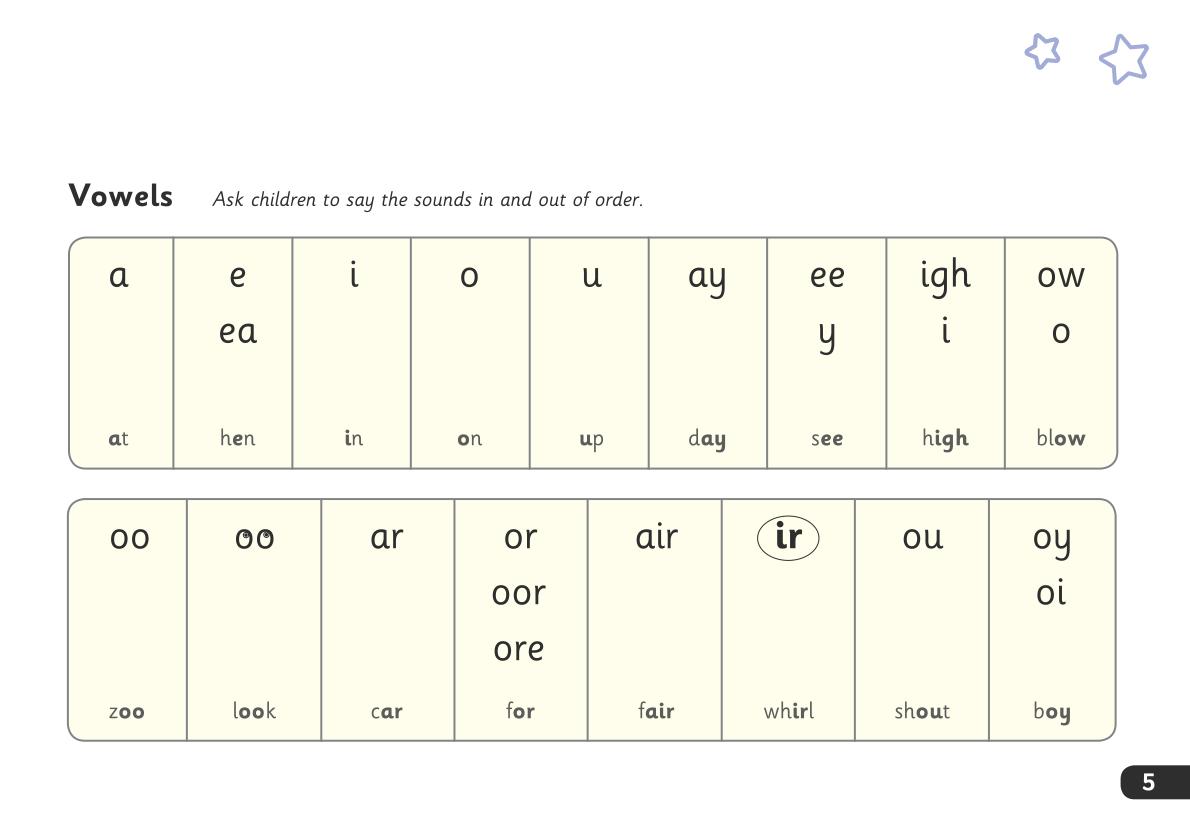 Vowels Ask children to say the sounds in and out of order.
a e i o u ay ee igh ow
ea y i o
at hen in on up day see high blow
oo oo ar or air ir ou oy
oor oi
ore
zoo look car for fair whirl shout boy
5